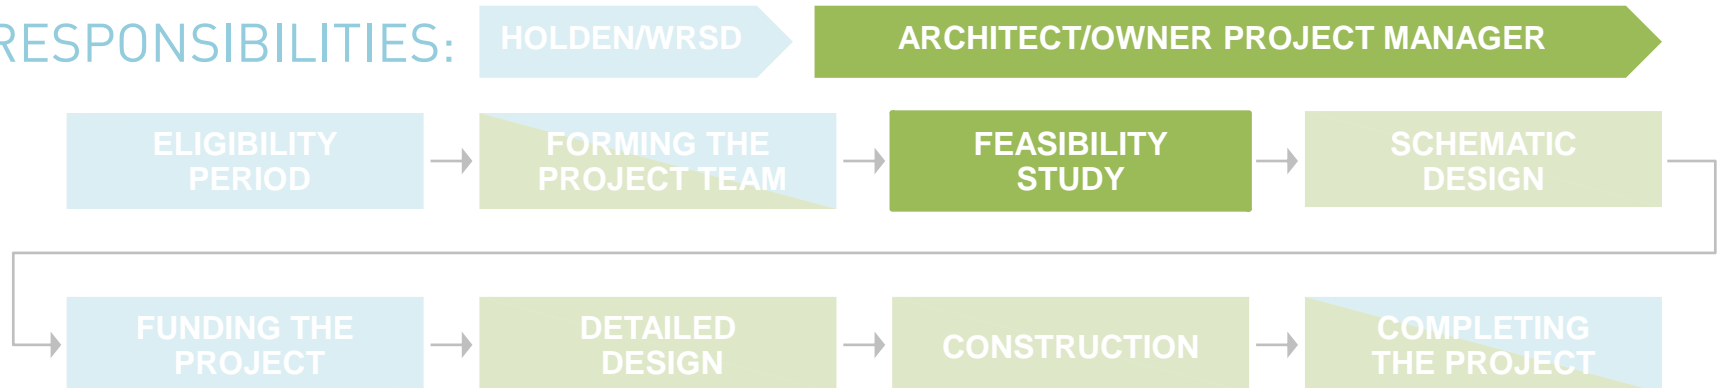 RESPONSIBILITIES:
HOLDEN/WRSD
ARCHITECT/OWNER PROJECT MANAGER
ELIGIBILITY
PERIOD
FORMING THE
PROJECT TEAM
FEASIBILITY
STUDY
SCHEMATIC
DESIGN
FUNDING THE
PROJECT
DETAILED
DESIGN
CONSTRUCTION
COMPLETING
THE PROJECT